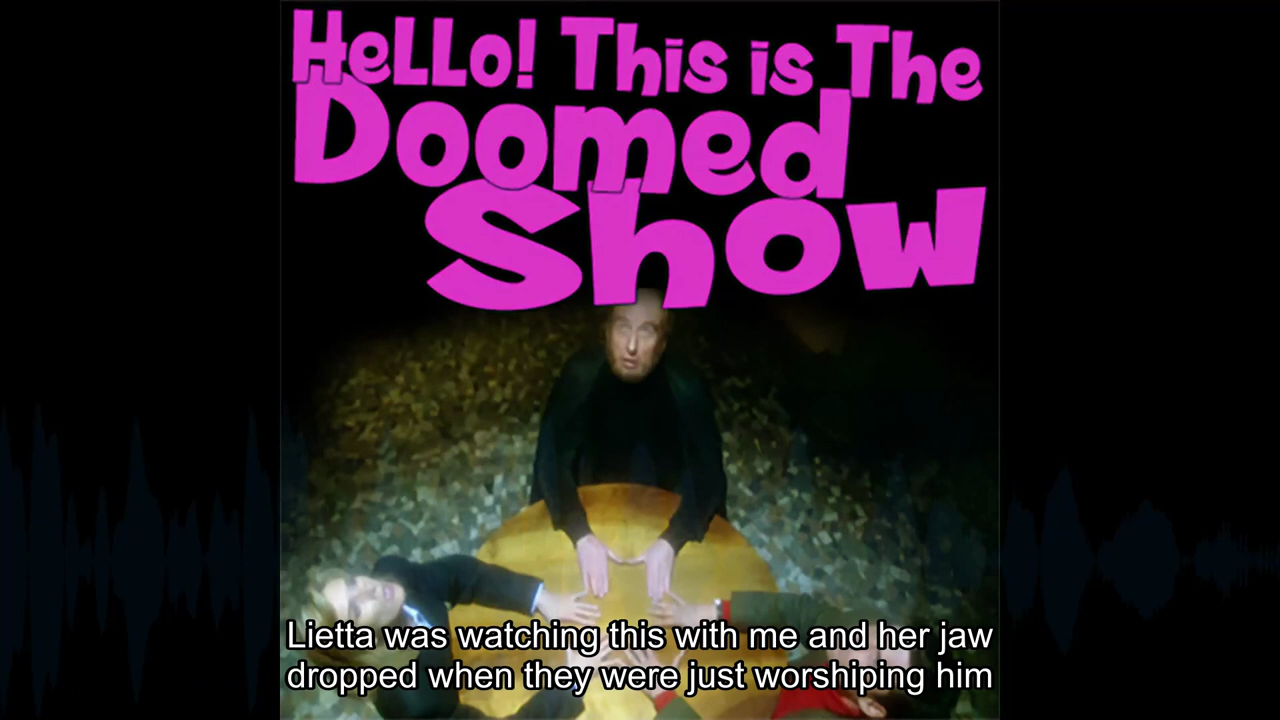 HeLLo! This is The
Doomed
Show
Lietta was watching this with me and her jaw
dropped when they were just worshiping him